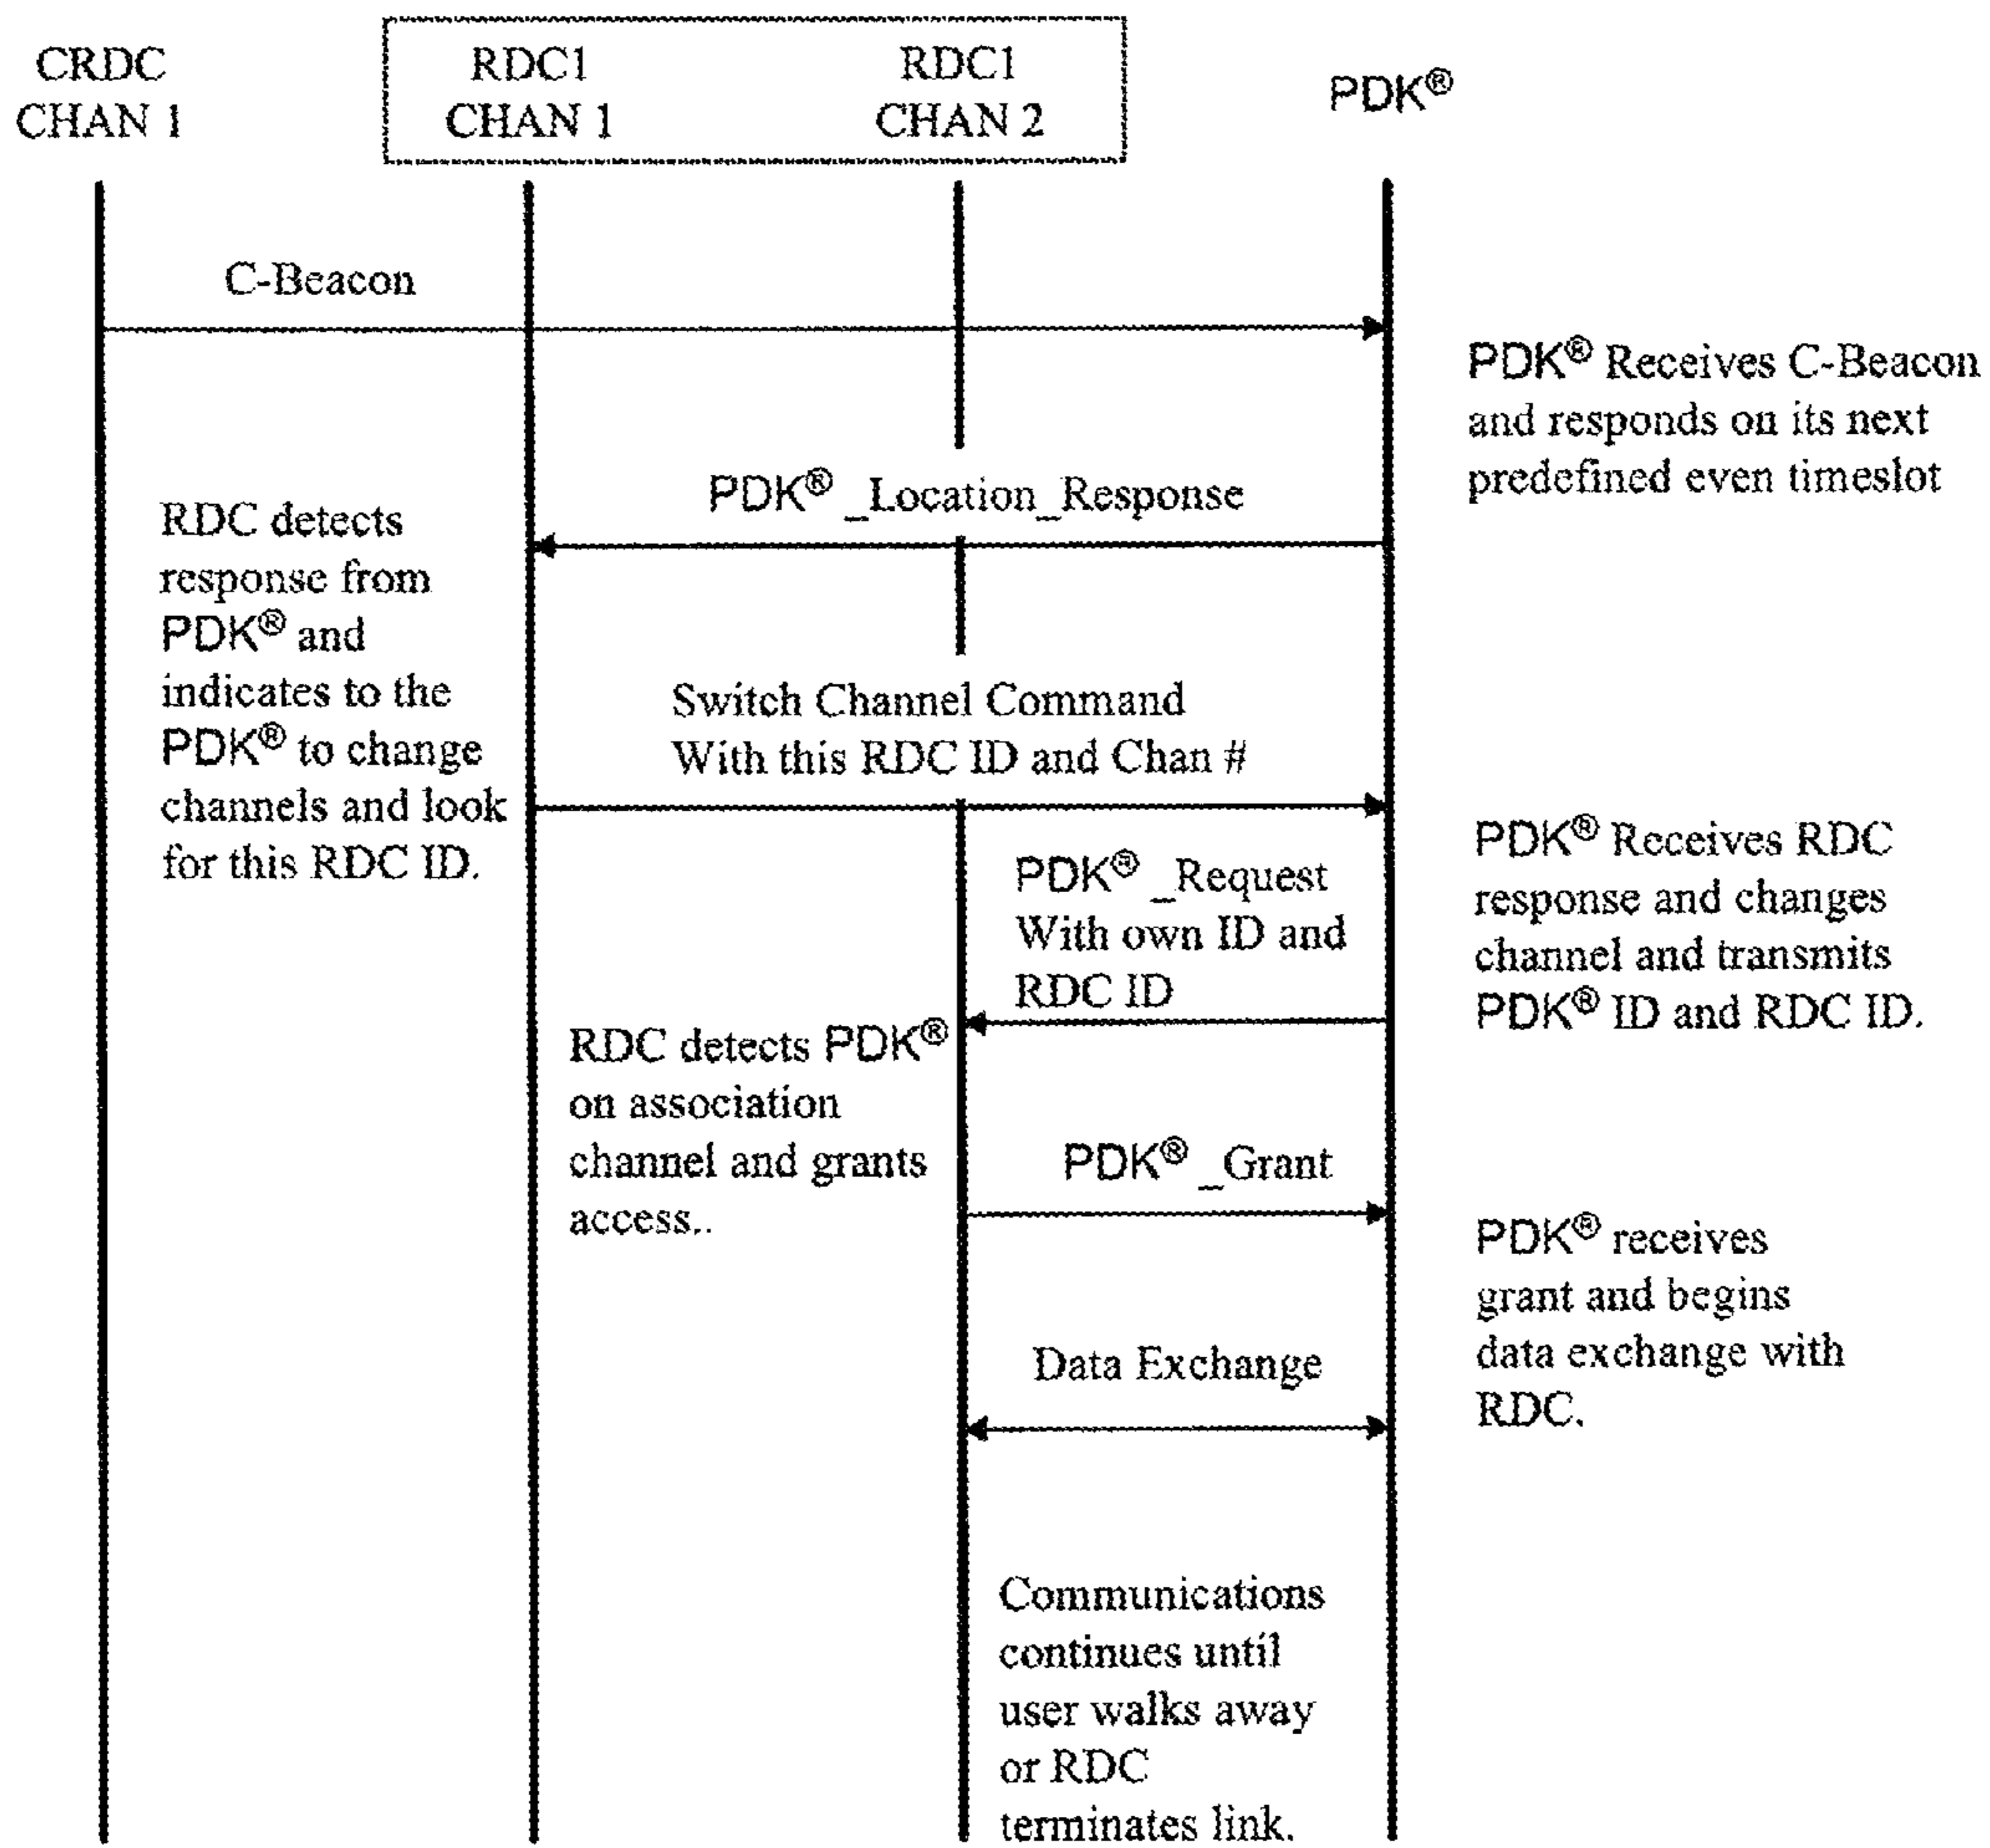 CRDC
CHAN 1
RDC1
CHAN 1
RDC1
CHAN 2
PDK®
C-Beacon
PDK® Receives C-Beacon
and responds on its next
predefined even timeslot
PDK® _Location_Response
RDC detects
response from
PDK® and
indicates to the
PDK® to change
channels and look
for this RDC ID.
Switch Channel Command
With this RDC ID and Chan #
PDK® Receives RDC
response and changes
channel and transmits
PDK® ID and RDC ID.
PDK® _Request
With own ID and
RDC ID
RDC detects PDK®
on association
channel and grants
access..
PDK® _Grant
PDK® receives
grant and begins
data exchange with
RDC.
Data Exchange
Communications
continues until
user walks away
or RDC
terminates link.